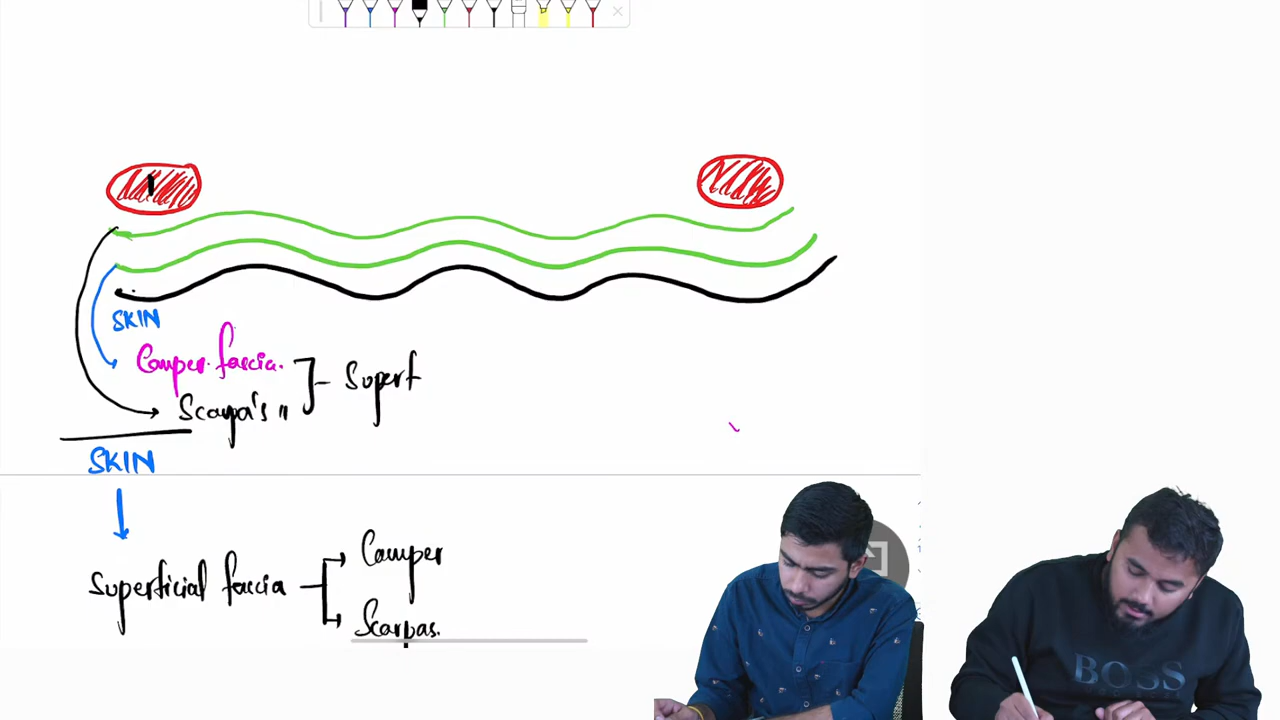 SKIN
Camper fascia.
Scarpa's "
Superf
SKIN
Superficial fascia
Camper
Scarpas.
BOSS